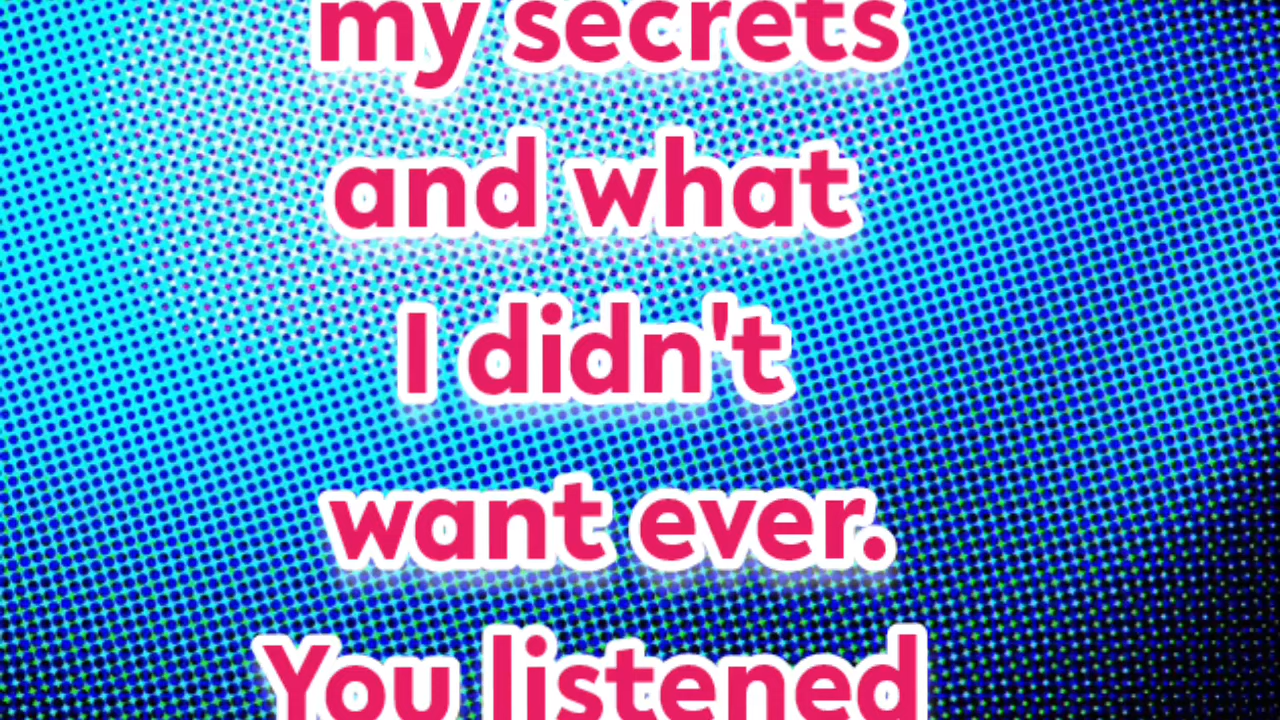 my secrets
and what
I didn't
want ever.
You listened